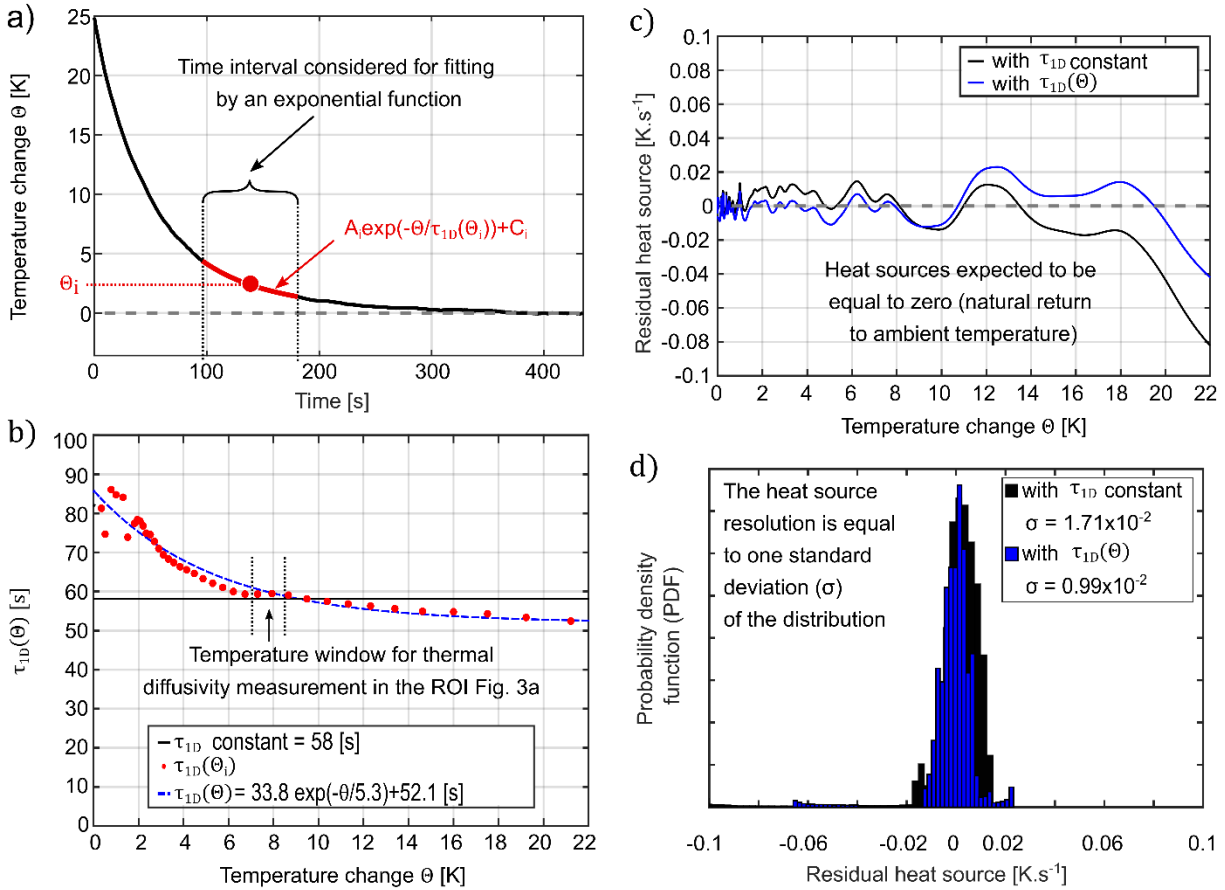 a)
25
20
15
10
5
0
Temperature change Θ [K]
Time interval considered for fitting
by an exponential function
Aᵢexp(-Θ/τ₁D(Θᵢ))+Cᵢ
Θᵢ
0 100 200 300 400
Time [s]
b)
100
90
80
70
60
50
40
30
20
10
0
τ₁D(Θ) [s]
Temperature window for thermal
diffusivity measurement in the ROI Fig. 3a
τ₁D constant = 58 [s]
τ₁D(Θᵢ)
τ₁D(Θ) = 33.8 exp(-θ/5.3)+52.1 [s]
0 2 4 6 8 10 12 14 16 18 20 22
Temperature change Θ [K]
c)
0.1
0.08
0.06
0.04
0.02
0
-0.02
-0.04
-0.06
-0.08
-0.1
Residual heat source [K.s⁻¹]
with τ₁D constant
with τ₁D(Θ)
Heat sources expected to be
equal to zero (natural return
to ambient temperature)
0 2 4 6 8 10 12 14 16 18 20 22
Temperature change Θ [K]
d)
Probability density
function (PDF)
The heat source
resolution is equal
to one standard
deviation (σ)
of the distribution
with τ₁D constant
σ = 1.71x10⁻²
with τ₁D(Θ)
σ = 0.99x10⁻²
-0.1 -0.06 -0.02 0 0.02 0.06 0.1
Residual heat source [K.s⁻¹]